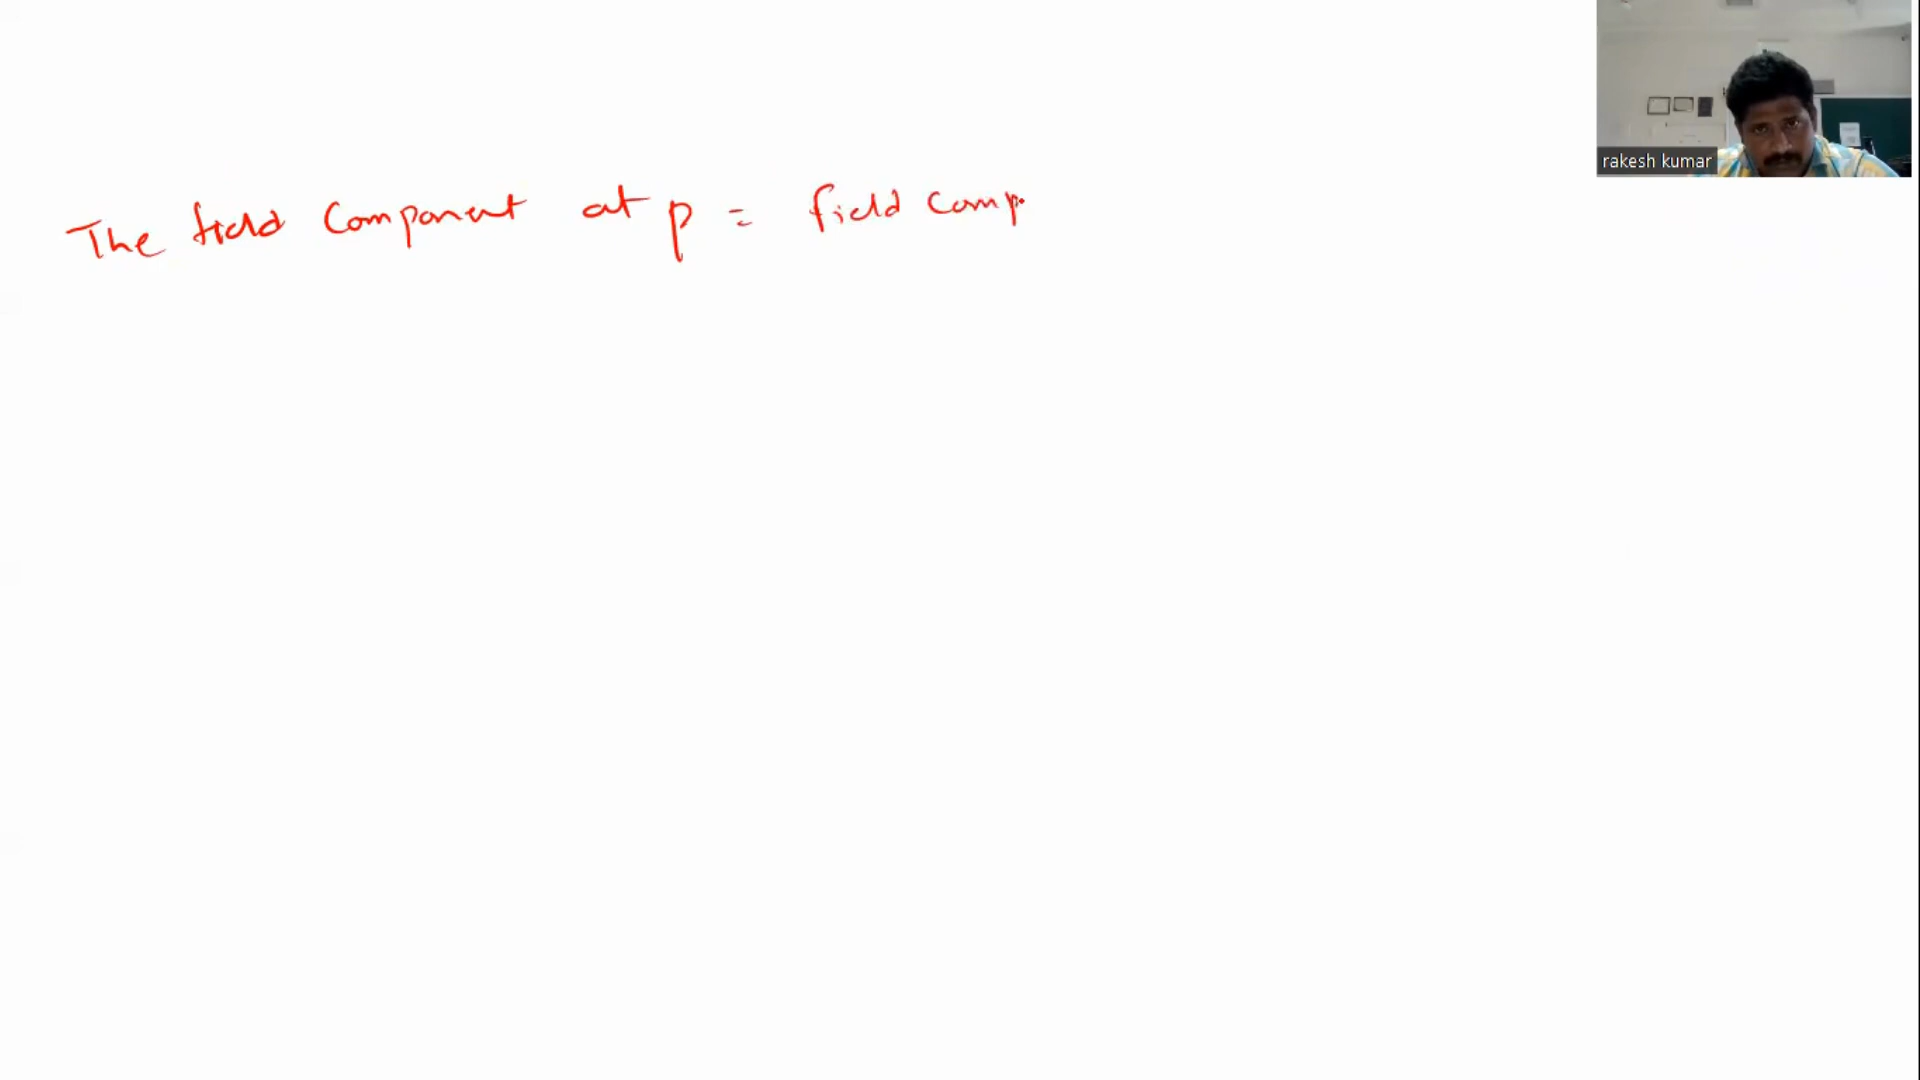 rakesh kumar
The field Component at p = field comp